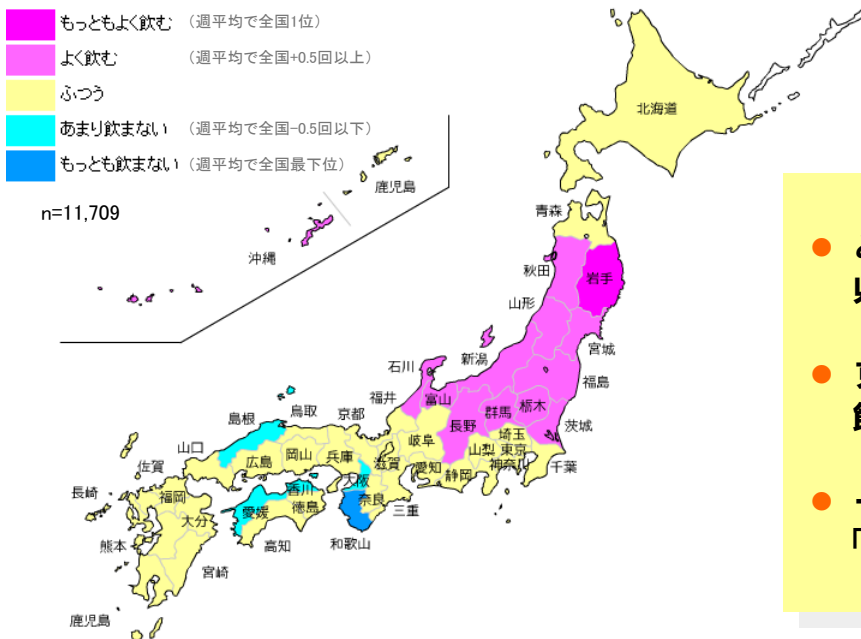 もっともよく飲む (週平均で全国1位)
よく飲む (週平均で全国+0.5回以上)
ふつう
あまり飲まない (週平均で全国-0.5回以下)
もっとも飲まない (週平均で全国最下位)
n=11,709
鹿児島
沖縄
北海道
青森
秋田
岩手
山形
宮城
新潟
石川
福島
福井
富山
群馬
栃木
長野
茨城
島根
鳥取
京都
岐阜
埼玉
山口
山梨
東京
佐賀
広島
岡山
兵庫
滋賀
愛知
静岡
神奈川
千葉
長崎
福岡
大阪
香川
奈良
大分
愛媛
徳島
三重
熊本
高知
和歌山
宮崎
鹿児島
県
飲
「